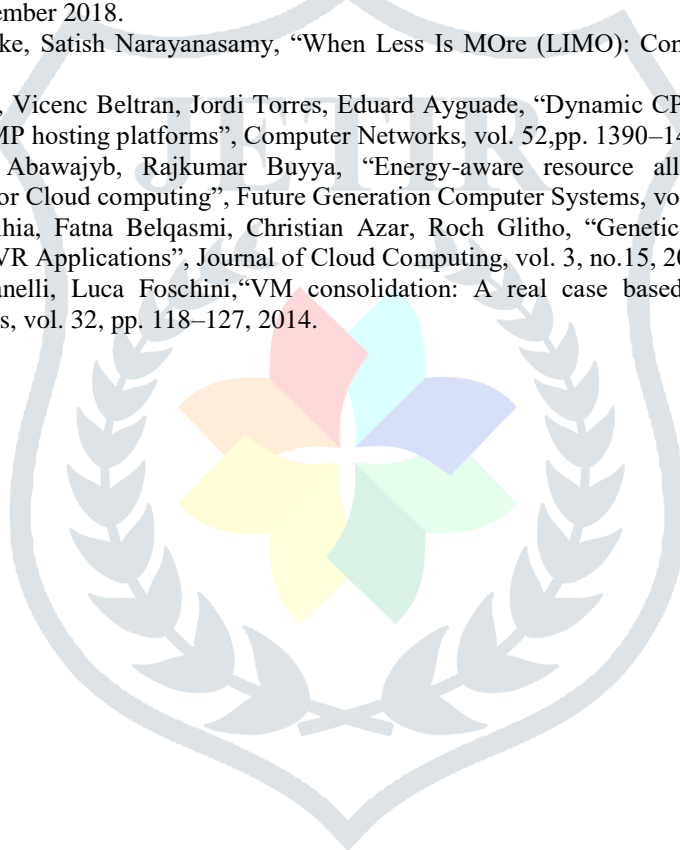 ember 2018.
ke, Satish Narayanasamy, “When Less Is MOre (LIMO): Con
, Vicenc Beltran, Jordi Torres, Eduard Ayguade, “Dynamic CP
MP hosting platforms”, Computer Networks, vol. 52,pp. 1390–14
Abawajyb, Rajkumar Buyya, “Energy-aware resource all
or Cloud computing”, Future Generation Computer Systems, vo
hia, Fatna Belqasmi, Christian Azar, Roch Glitho, “Genetic
VR Applications”, Journal of Cloud Computing, vol. 3, no.15, 20
anelli, Luca Foschini,“VM consolidation: A real case based
s, vol. 32, pp. 118–127, 2014.
JETIR